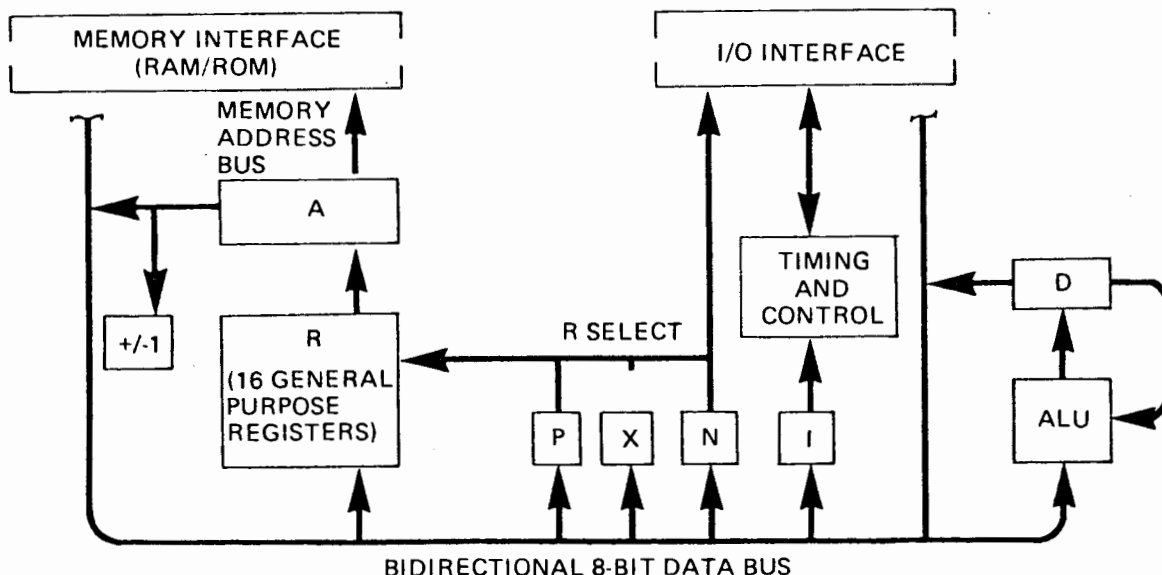 MEMORY INTERFACE
(RAM/ROM)
I/O INTERFACE
MEMORY
ADDRESS
BUS
A
TIMING
AND
CONTROL
D
+/-1
R
(16 GENERAL
PURPOSE
REGISTERS)
R SELECT
P
X
N
I
ALU
BIDIRECTIONAL 8-BIT DATA BUS